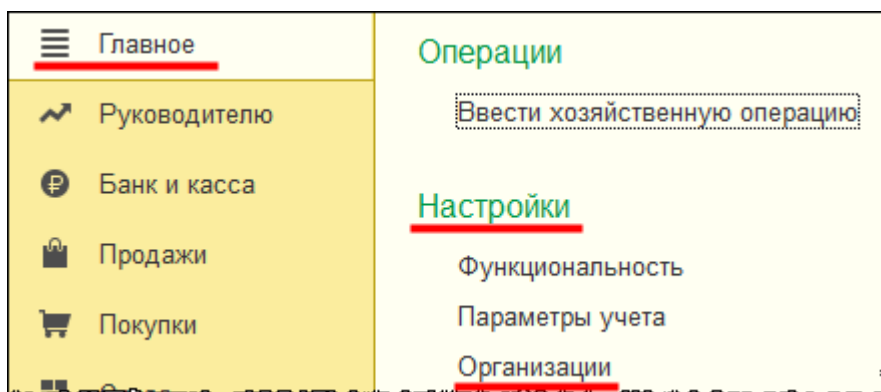 Главное
Руководителю
Банк и касса
Продажи
Покупки
Операции
Ввести хозяйственную операцию
Настройки
Функциональность
Параметры учета
Организации